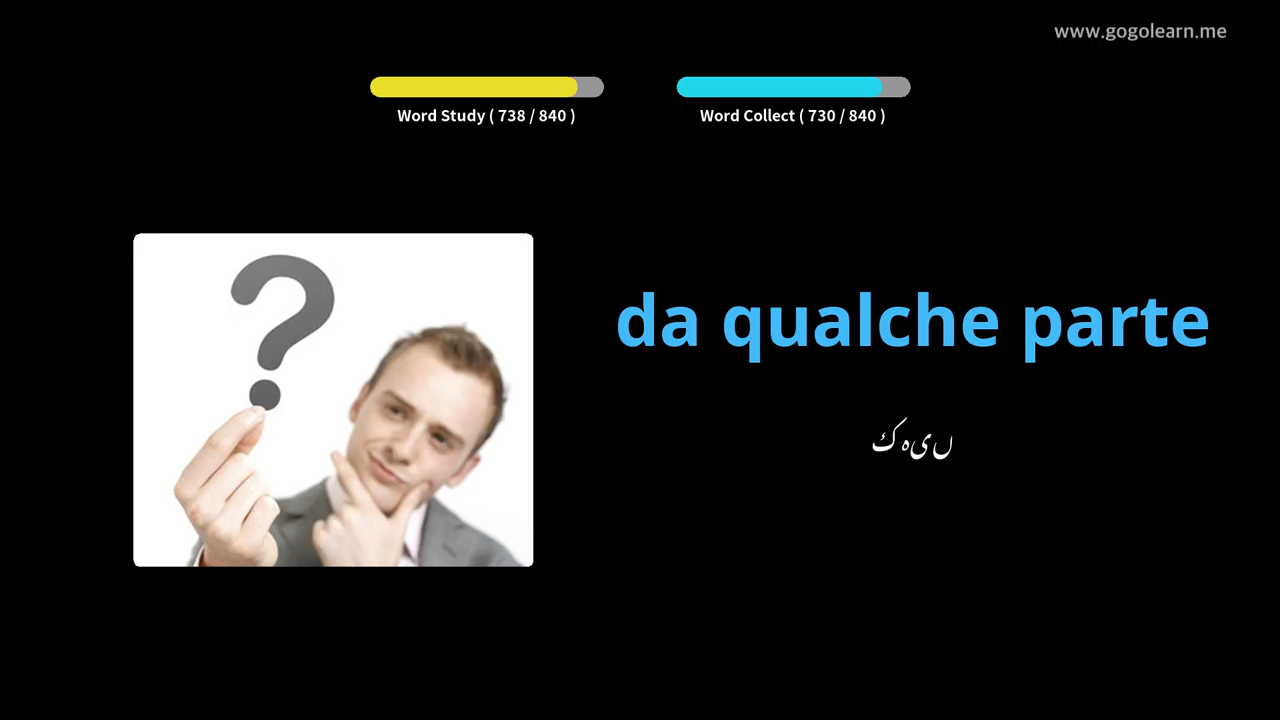 www.gogolearn.me
Word Study ( 738 / 840 )
Word Collect ( 730 / 840 )
da qualche parte
کہیں